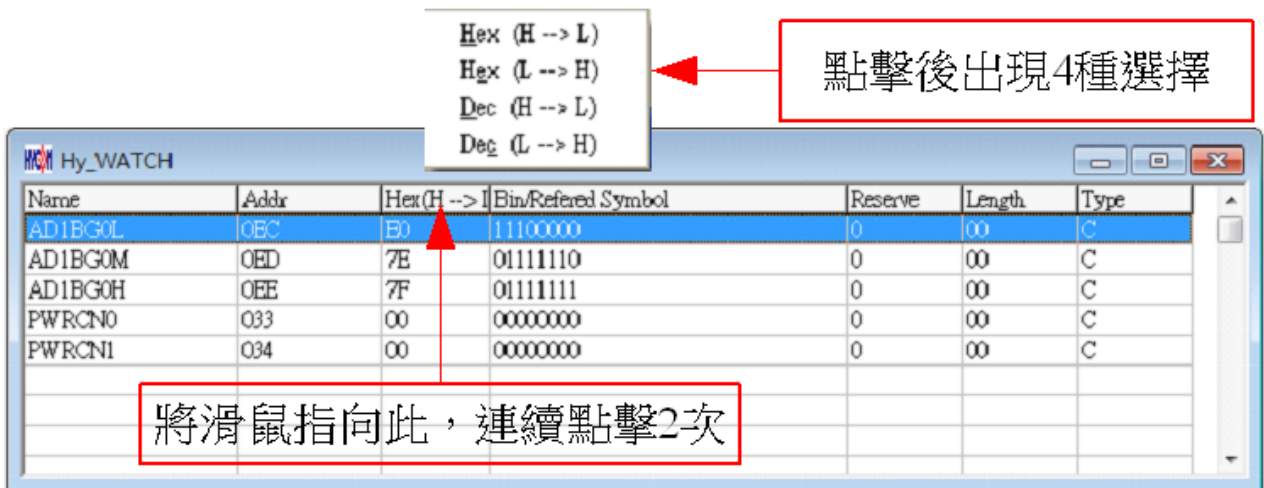 Hex (H --> L)
Hex (L --> H)
Dec (H --> L)
Dec (L --> H)
點擊後出現4種選擇
HYCON Hy_WATCH
Name Addr Hex(H --> I Bin/Refered Symbol Reserve Length Type
AD1BG0L 0EC E0 11100000 0 00 C
AD1BG0M 0ED 7E 01111110 0 00 C
AD1BG0H 0EE 7F 01111111 0 00 C
PWRCN0 033 00 00000000 0 00 C
PWRCN1 034 00 00000000 0 00 C
將滑鼠指向此，連續點擊2次